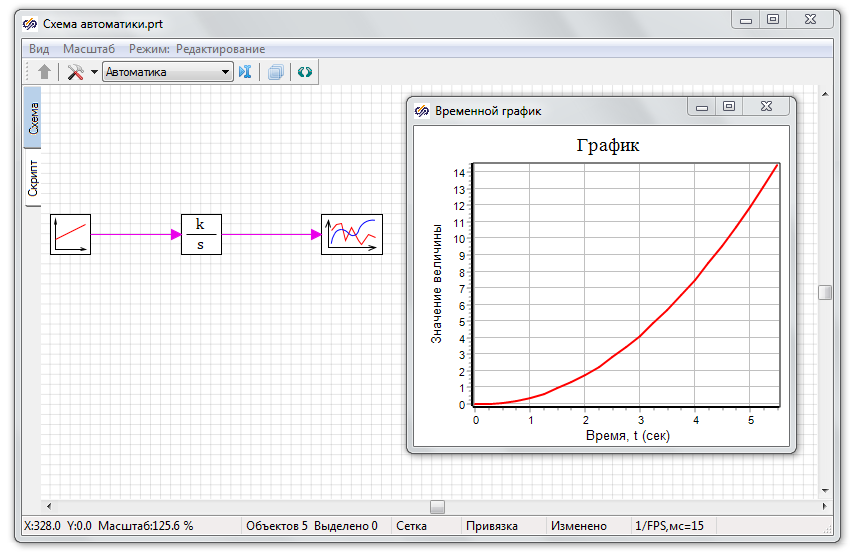 Схема автоматики.prt
Вид Масштаб Режим: Редактирование
Автоматика
Схема
Скрипт
k
s
Временной график
График
Значение величины
14
13
12
11
10
9
8
7
6
5
4
3
2
1
0
0 1 2 3 4 5
Время, t (сек)
X:328.0 Y:0.0 Масштаб:125.6 % Объектов 5 Выделено 0 Сетка Привязка Изменено 1/FPS,мс=15